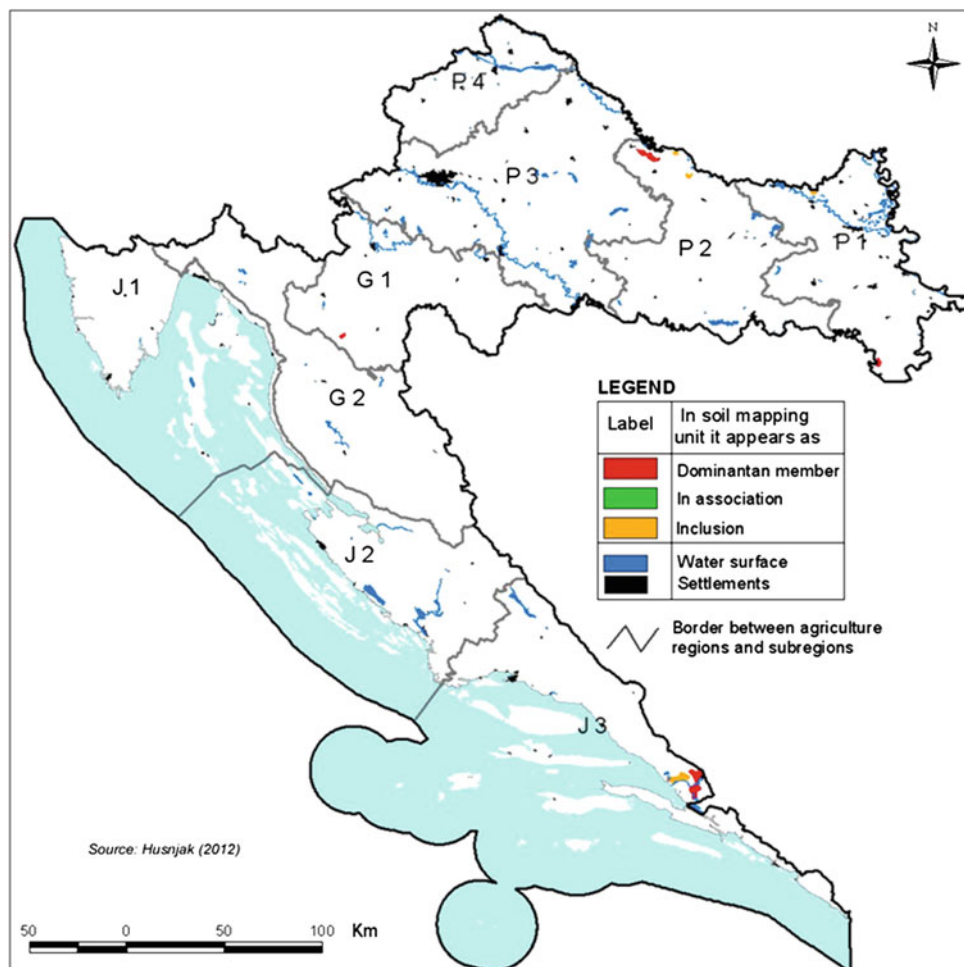 N
P 4
P 3
P 2
P 1
G 1
J.1
G 2
J 2
J 3
LEGEND
Label
In soil mapping
unit it appears as
Dominantan member
In association
Inclusion
Water surface
Settlements
Border between agriculture
regions and subregions
Source: Husnjak (2012)
50 0 50 100 Km